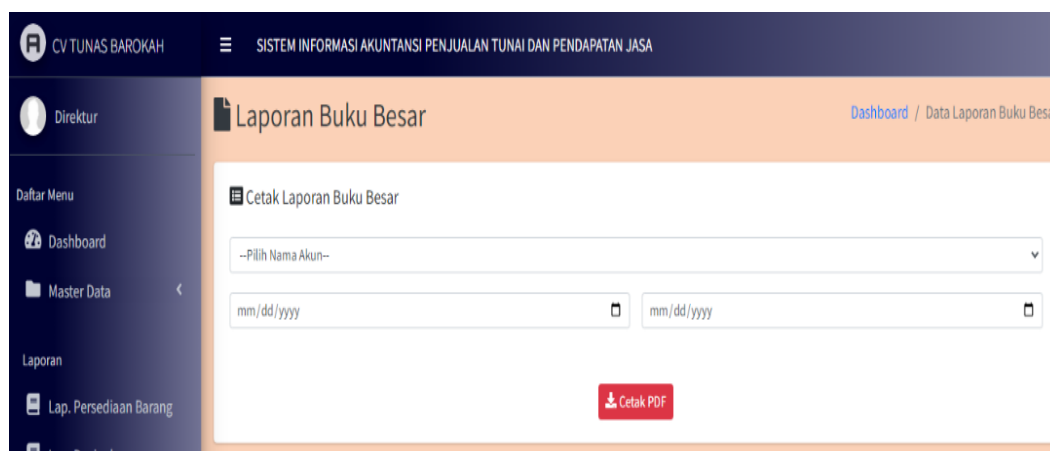 CV TUNAS BAROKAH
SISTEM INFORMASI AKUNTANSI PENJUALAN TUNAI DAN PENDAPATAN JASA
Direktur
Laporan Buku Besar
Dashboard / Data Laporan Buku Besa
Daftar Menu
Cetak Laporan Buku Besar
Dashboard
--Pilih Nama Akun--
Master Data
mm/dd/yyyy
mm/dd/yyyy
Laporan
Lap. Persediaan Barang
Cetak PDF